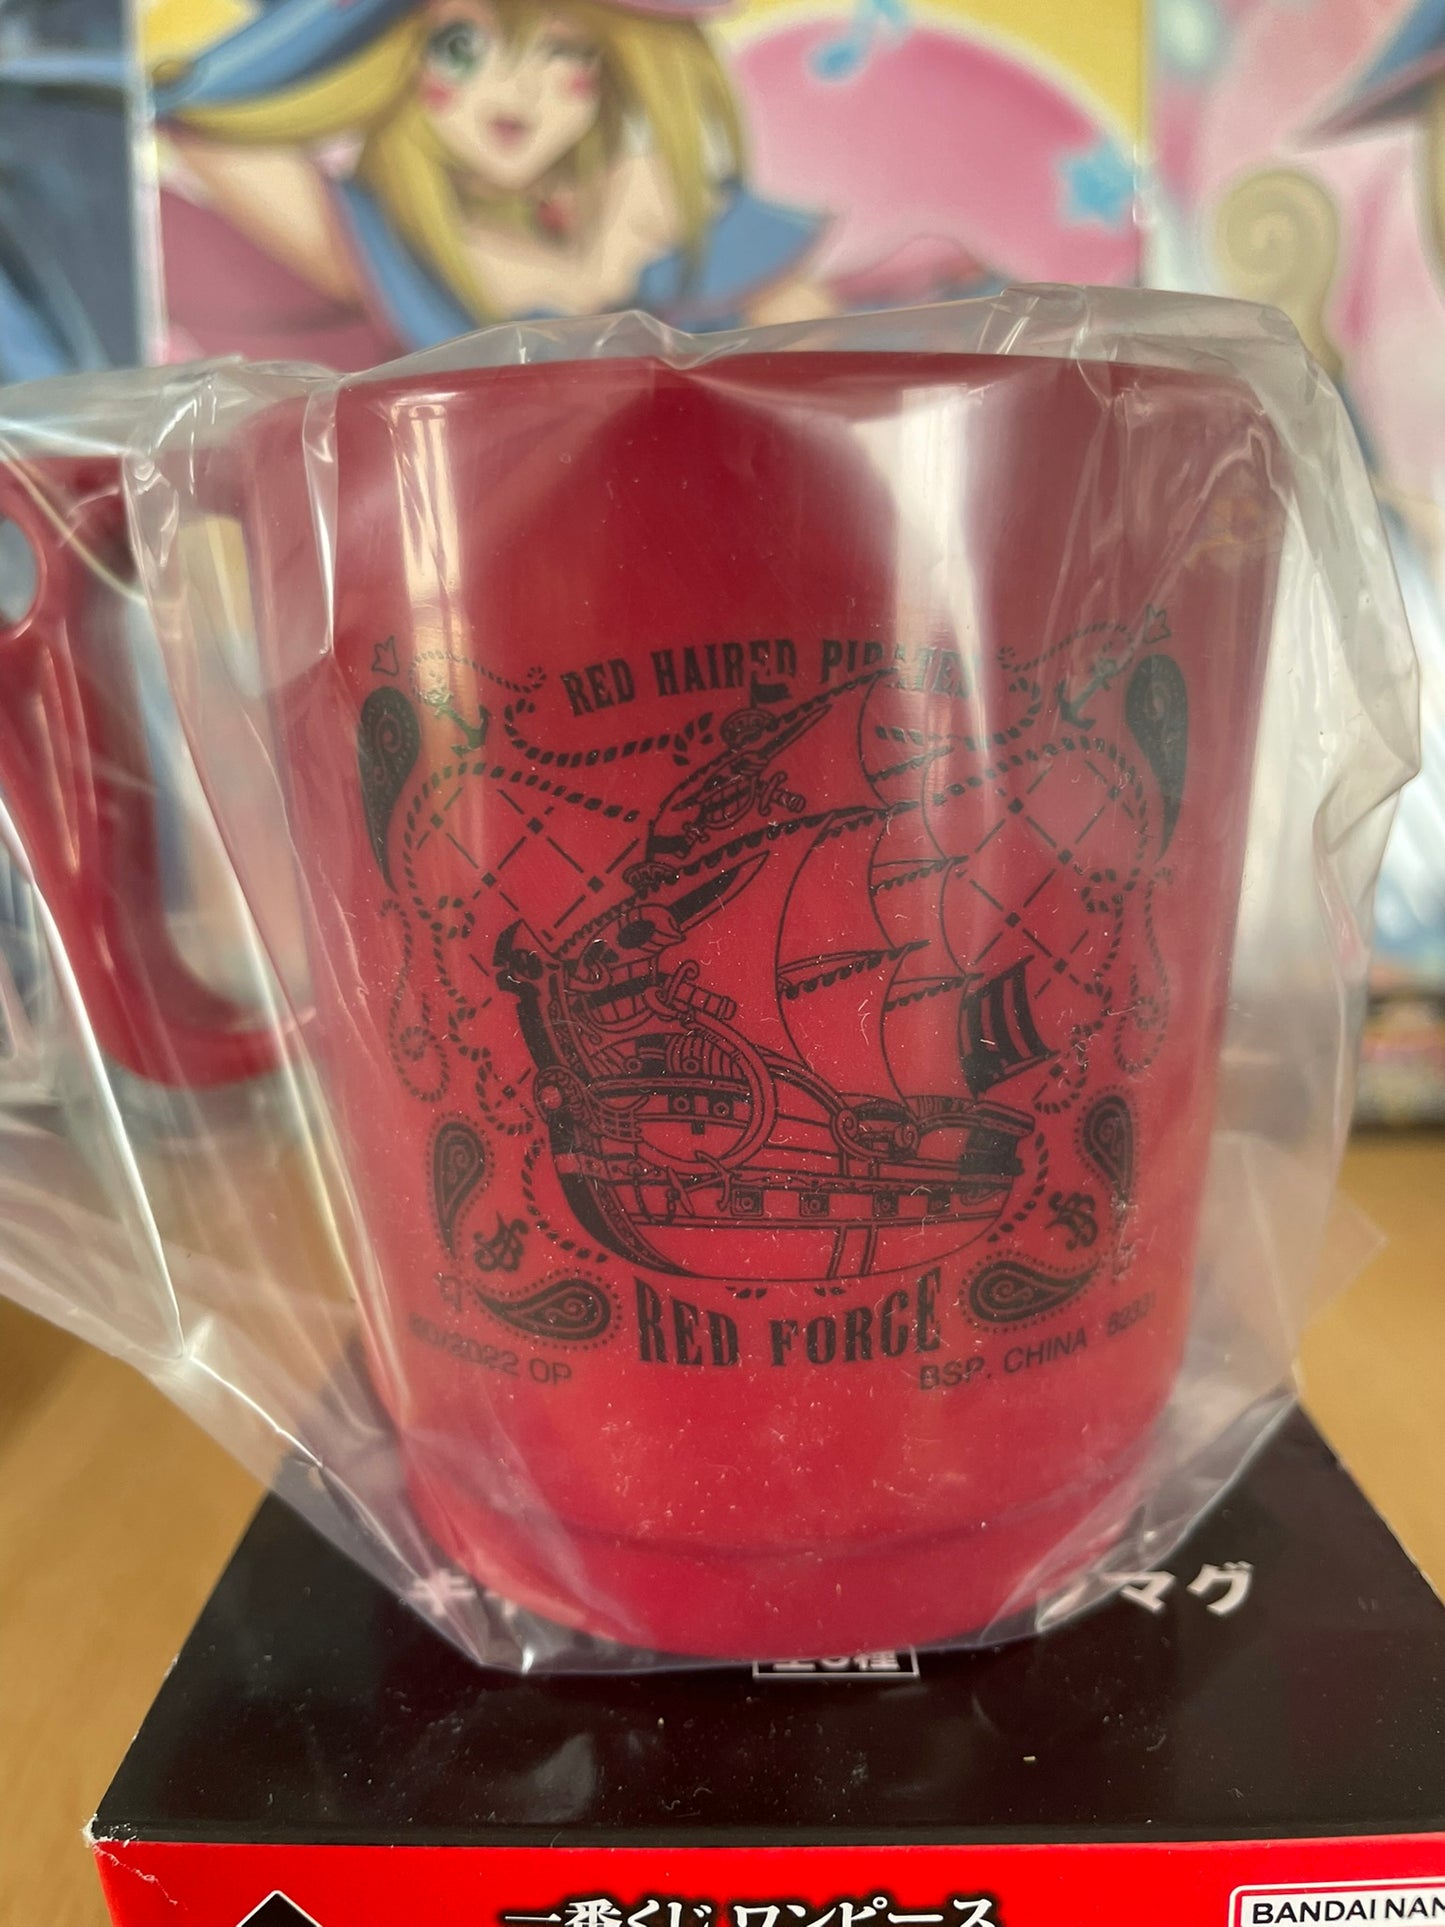 RED HAIRED PIRATES
RED FORCE
BSP. CHINA 82331
マグ
一番くじ ワンピース
BANDAI NAM